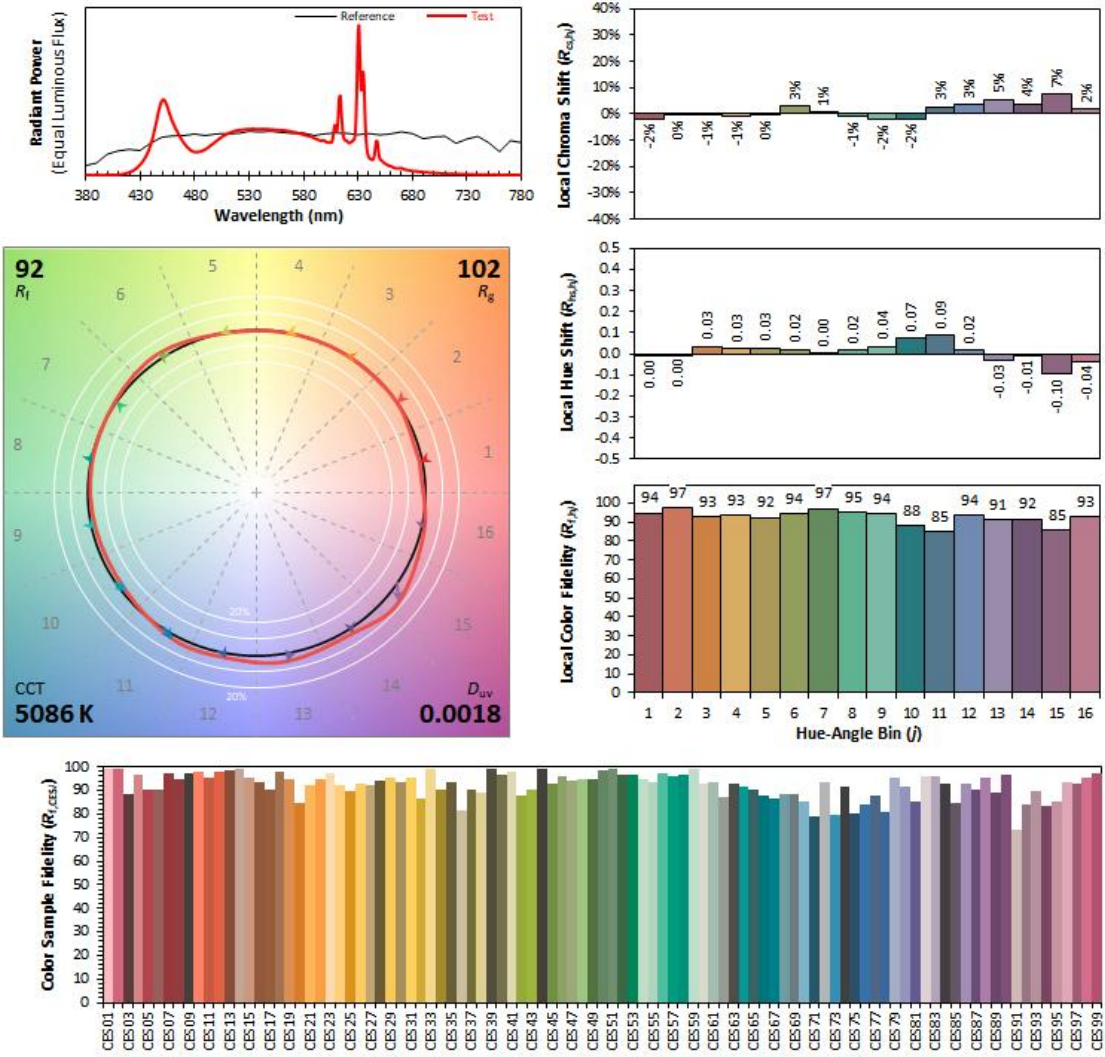 Reference Test
Radiant Power
(Equal Luminous Flux)
380 430 480 530 580 630 680 730 780
Wavelength (nm)
Local Chroma Shift (Rcs,hj)
40%
30%
20%
10%
0%
-10%
-20%
-30%
-40%
-2% 0% -1% -1% 0% 3% 1% -1% -2% -2% 3% 3% 5% 4% 7% 2%
92
Rf
102
Rg
5 4
6 3
7 2
8 1
9 16
10 15
11 14
12 13
20%
20%
CCT
5086 K
Duv
0.0018
Local Hue Shift (Rhs,hj)
0.5
0.4
0.3
0.2
0.1
0.0
-0.1
-0.2
-0.3
-0.4
-0.5
0.00 0.00 0.03 0.03 0.03 0.02 0.00 0.02 0.04 0.07 0.09 0.02 -0.03 -0.01 -0.10 -0.04
Local Color Fidelity (Rf,hj)
100
90
80
70
60
50
40
30
20
10
0
94 97 93 93 92 94 97 95 94 88 85 94 91 92 85 93
1 2 3 4 5 6 7 8 9 10 11 12 13 14 15 16
Hue-Angle Bin (j)
Color Sample Fidelity (Rf,CESi)
100
90
80
70
60
50
40
30
20
10
0
CES01 CES03 CES05 CES07 CES09 CES11 CES13 CES15 CES17 CES19 CES21 CES23 CES25 CES27 CES29 CES31 CES33 CES35 CES37 CES39 CES41 CES43 CES45 CES47 CES49 CES51 CES53 CES55 CES57 CES59 CES61 CES63 CES65 CES67 CES69 CES71 CES73 CES75 CES77 CES79 CES81 CES83 CES85 CES87 CES89 CES91 CES93 CES95 CES97 CES99